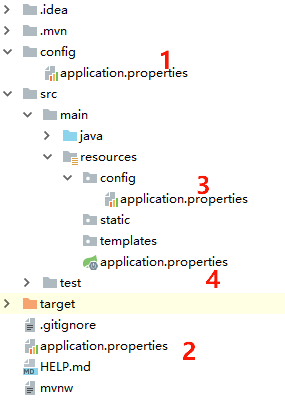 .idea
.mvn
config
1
application.properties
src
main
java
resources
config
3
application.properties
static
templates
application.properties
4
test
target
.gitignore
application.properties
2
MD
HELP.md
mvnw